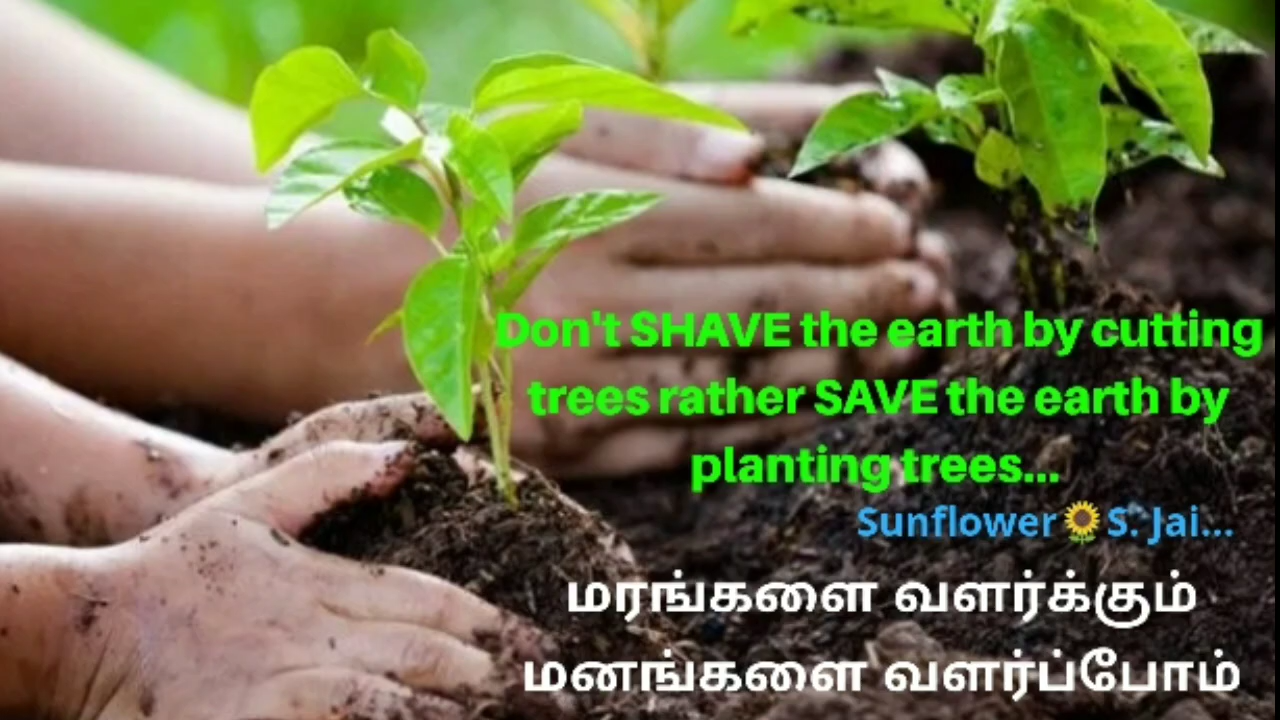 Don't SHAVE the earth by cutting
trees rather SAVE the earth by
planting trees...
Sunflower🌻S. Jai...
மரங்களை வளர்க்கும்
மனங்களை வளர்ப்போம்